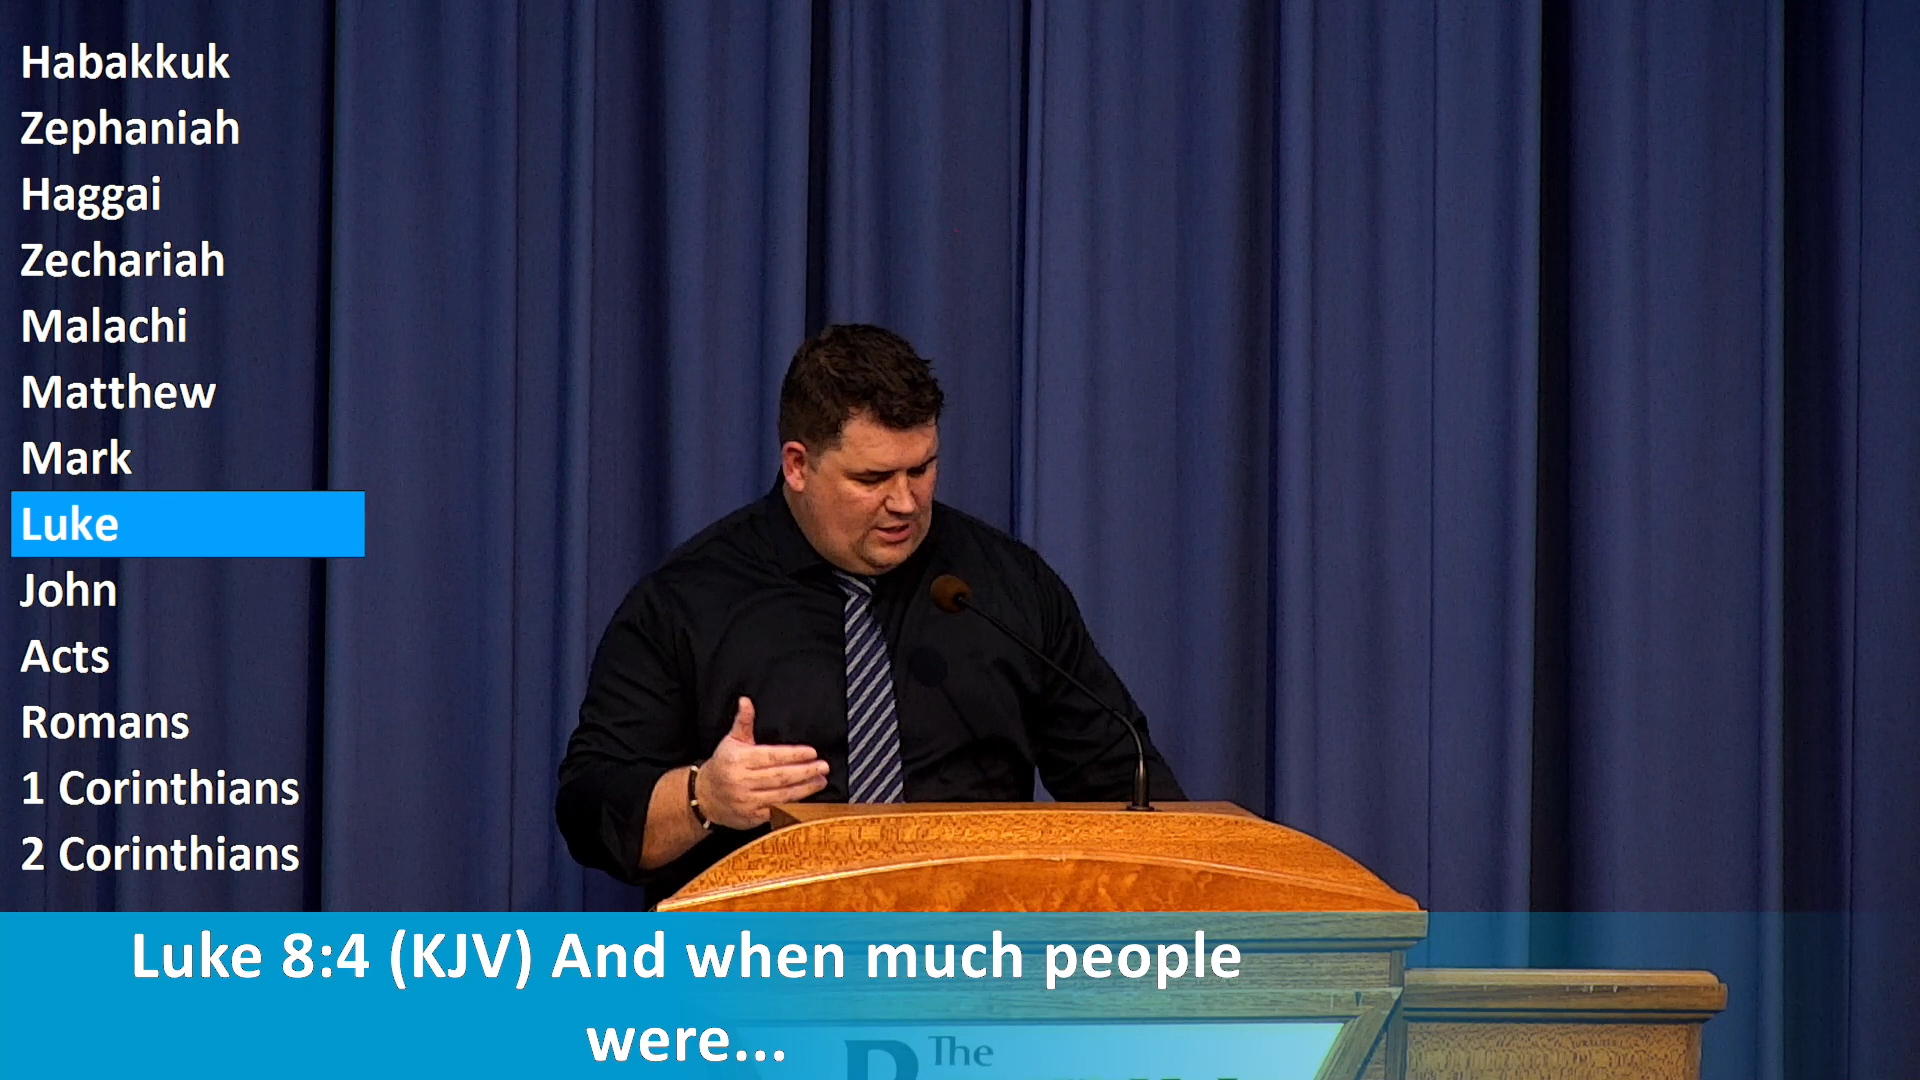 Habakkuk
Zephaniah
Haggai
Zechariah
Malachi
Matthew
Mark
Luke
John
Acts
Romans
1 Corinthians
2 Corinthians
Luke 8:4 (KJV) And when much people
were...
The